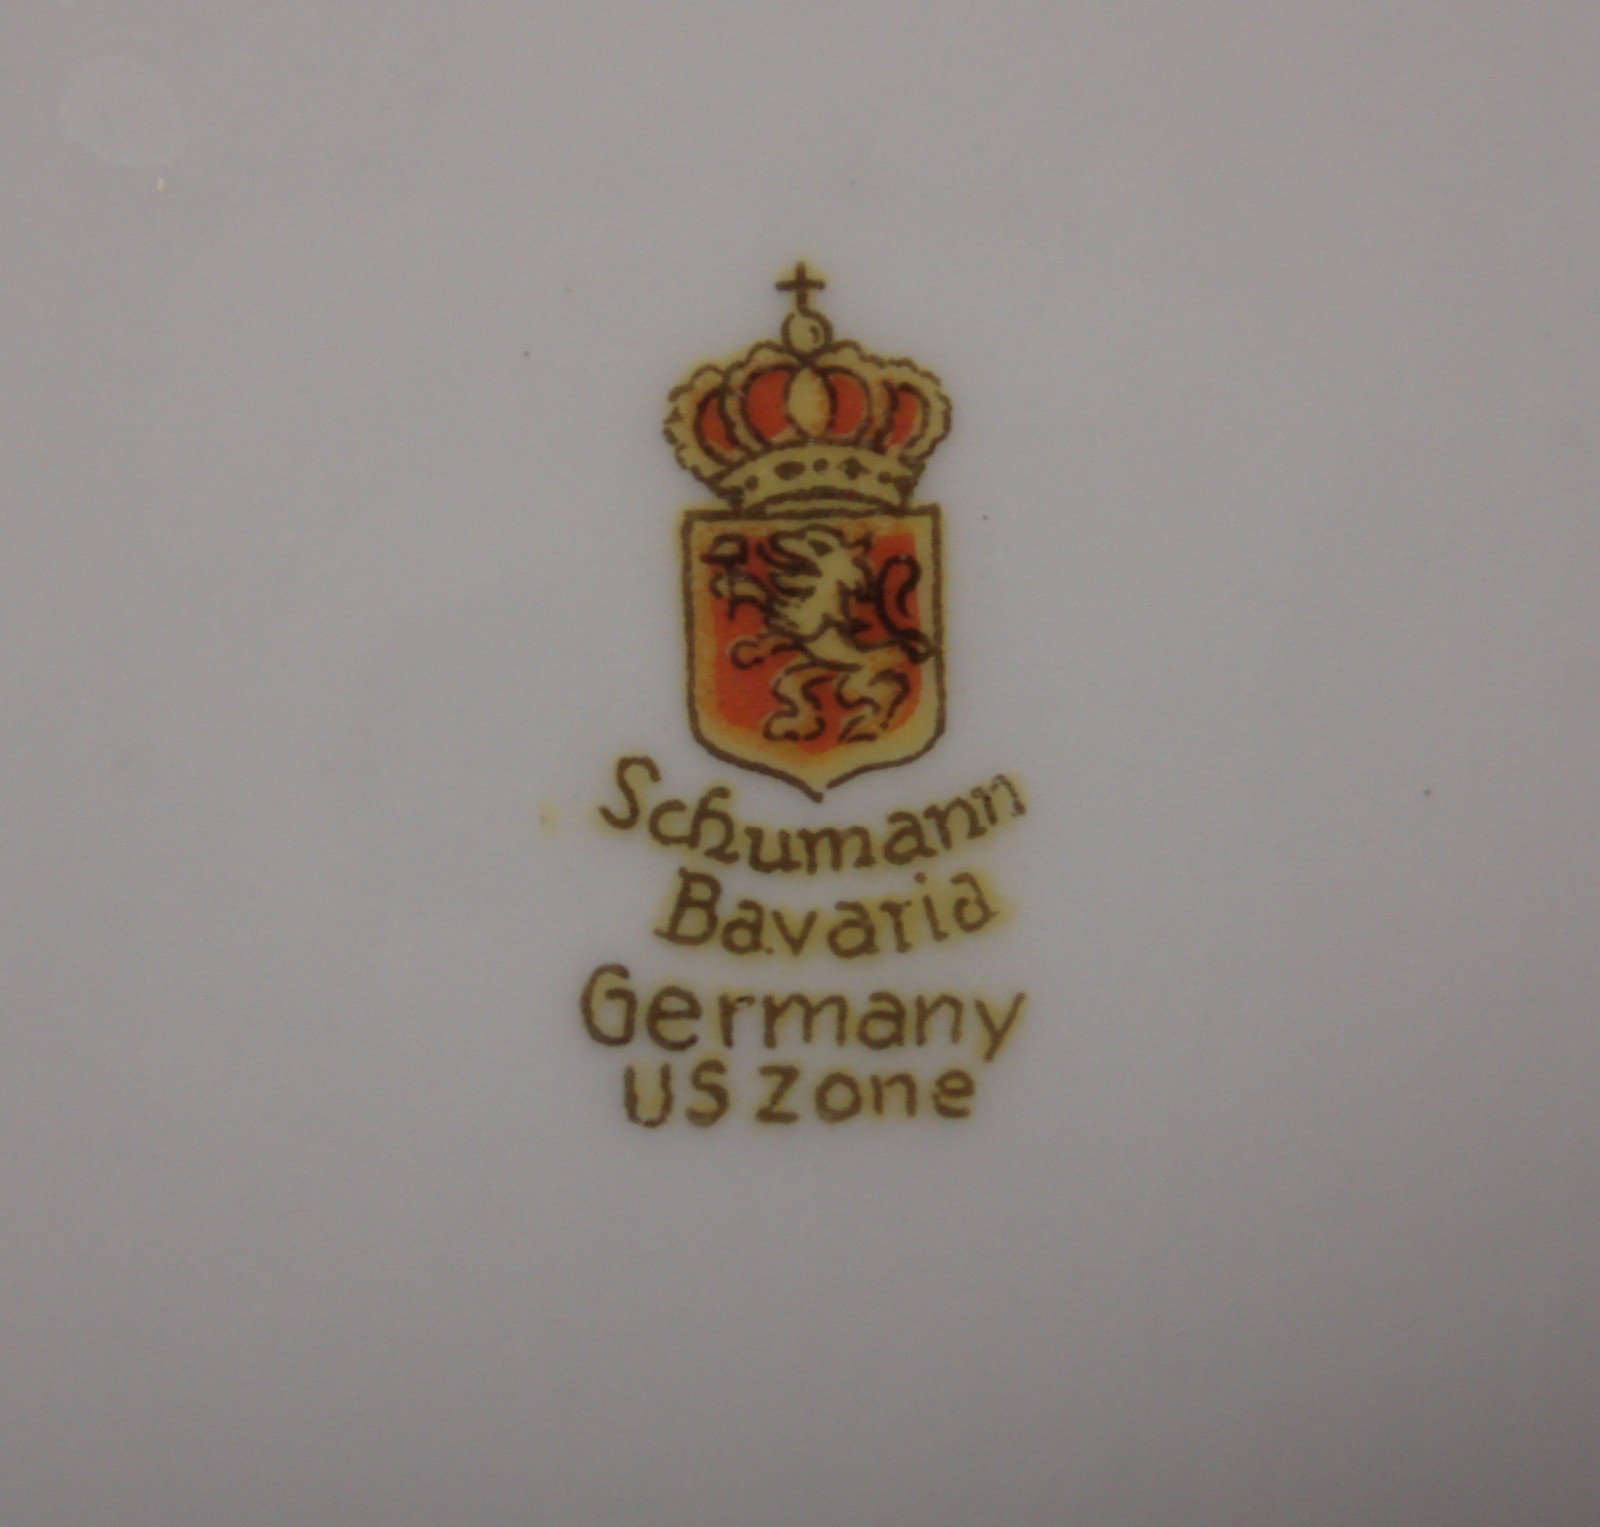 Schumann
Bavaria
Germany
US Zone